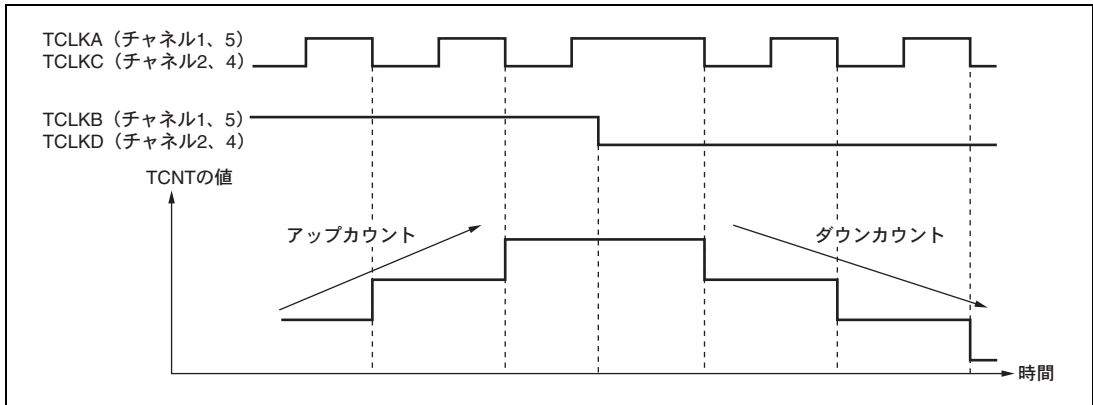 TCLKA（チャネル1、5）
TCLKC（チャネル2、4）
TCLKB（チャネル1、5）
TCLKD（チャネル2、4）
TCNTの値
アップカウント
ダウンカウント
時間